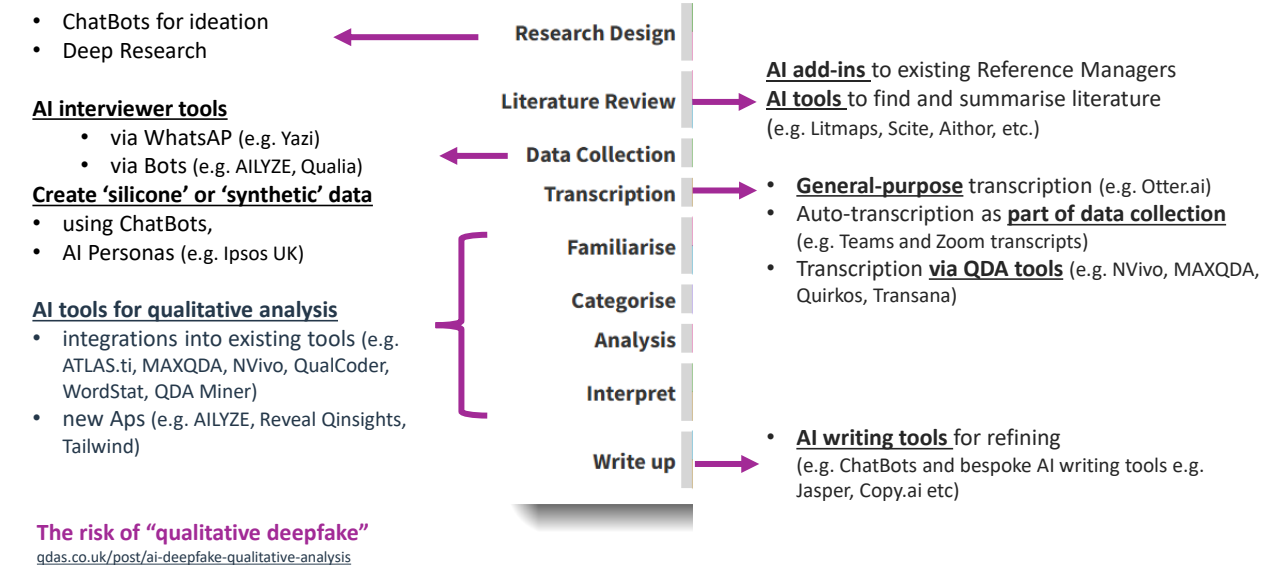 • ChatBots for ideation
• Deep Research
AI interviewer tools
• via WhatsAP (e.g. Yazi)
• via Bots (e.g. AILYZE, Qualia)
Create ‘silicone’ or ‘synthetic’ data
• using ChatBots,
• AI Personas (e.g. Ipsos UK)
AI tools for qualitative analysis
• integrations into existing tools (e.g.
ATLAS.ti, MAXQDA, NVivo, QualCoder,
WordStat, QDA Miner)
• new Aps (e.g. AILYZE, Reveal Qinsights,
Tailwind)
The risk of “qualitative deepfake”
qdas.co.uk/post/ai-deepfake-qualitative-analysis
Research Design
Literature Review
Data Collection
Transcription
Familiarise
Categorise
Analysis
Interpret
Write up
AI add-ins to existing Reference Managers
AI tools to find and summarise literature
(e.g. Litmaps, Scite, Aithor, etc.)
• General-purpose transcription (e.g. Otter.ai)
• Auto-transcription as part of data collection
(e.g. Teams and Zoom transcripts)
• Transcription via QDA tools (e.g. NVivo, MAXQDA,
Quirkos, Transana)
• AI writing tools for refining
(e.g. ChatBots and bespoke AI writing tools e.g.
Jasper, Copy.ai etc)